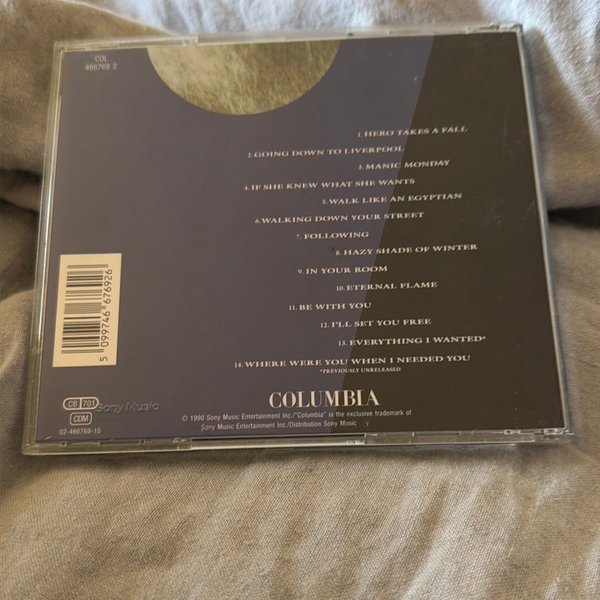 COL
466769 2
1. HERO TAKES A FALL
2. GOING DOWN TO LIVERPOOL
3. MANIC MONDAY
4. IF SHE KNEW WHAT SHE WANTS
5. WALK LIKE AN EGYPTIAN
6. WALKING DOWN YOUR STREET
7. FOLLOWING
8. HAZY SHADE OF WINTER
9. IN YOUR ROOM
10. ETERNAL FLAME
11. BE WITH YOU
12. I'LL SET YOU FREE
13. EVERYTHING I WANTED*
14. WHERE WERE YOU WHEN I NEEDED YOU
*PREVIOUSLY UNRELEASED.
5 099746 676926
COLUMBIA
CB 701
Sony Music
CDM
02-466769-10
© 1990 Sony Music Entertainment Inc./"Columbia" is the exclusive trademark of
Sony Music Entertainment Inc./Distribution Sony Music